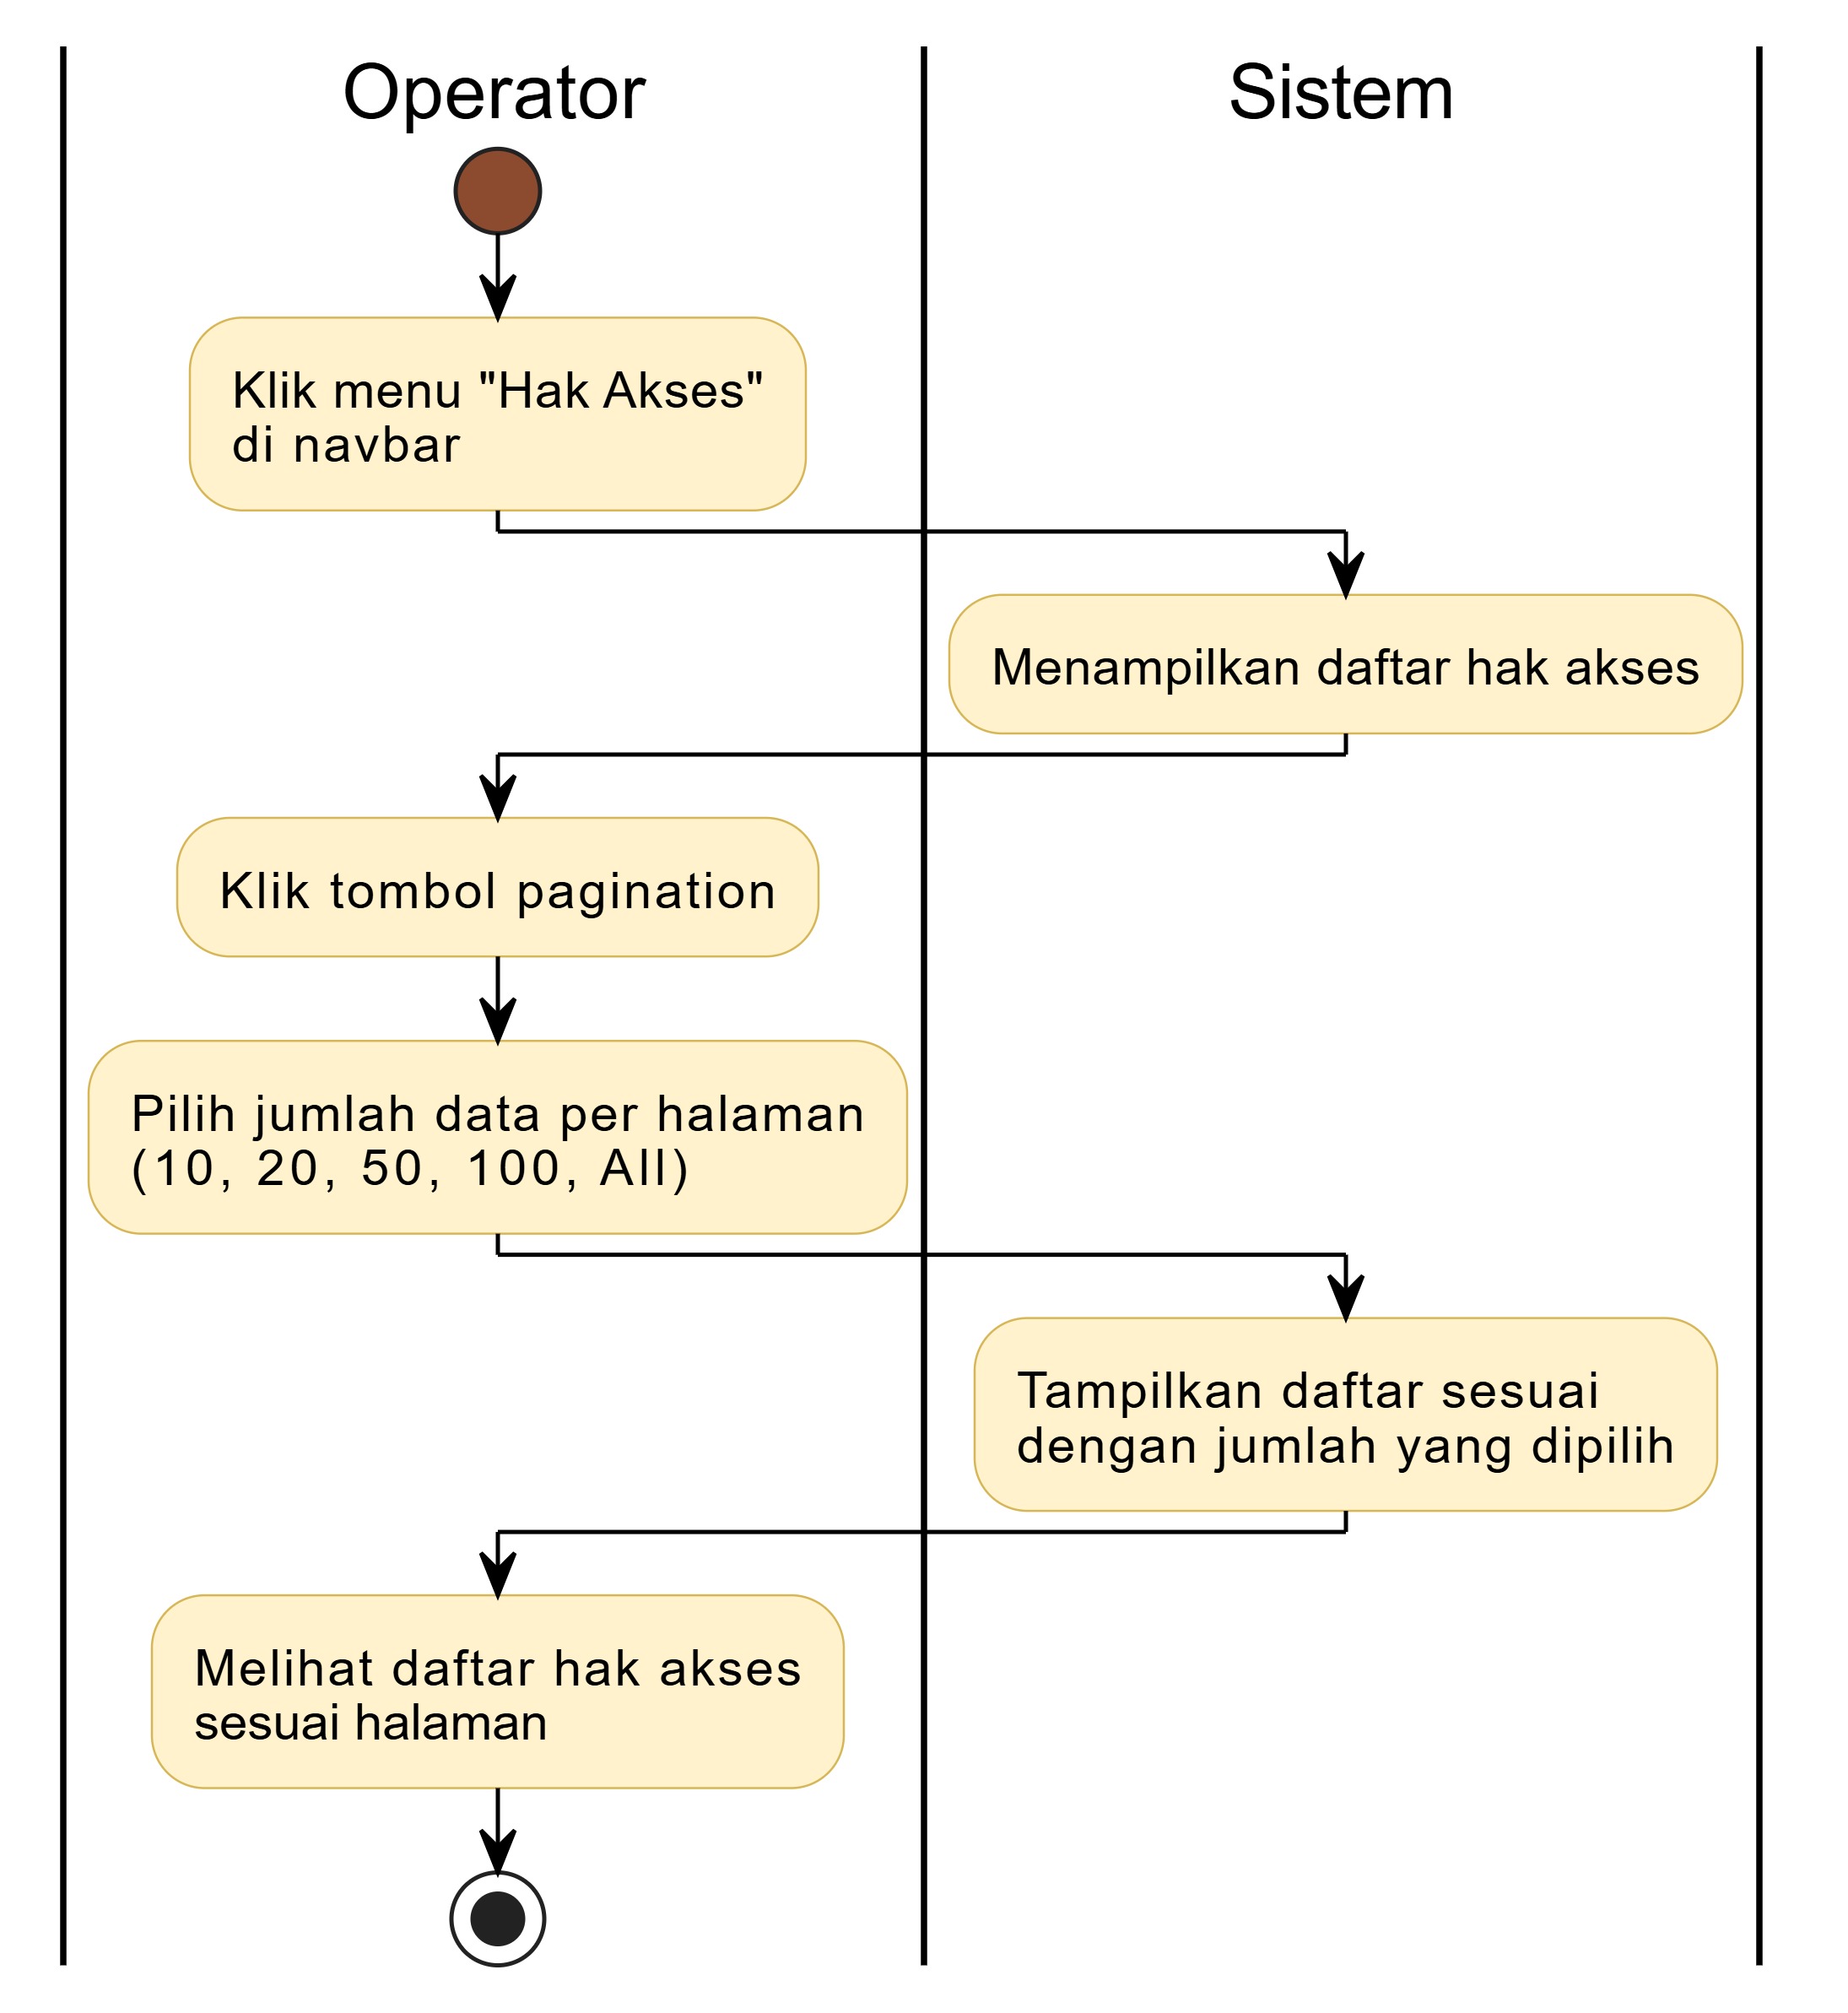 Operator
Sistem
Klik menu "Hak Akses"
di navbar
Menampilkan daftar hak akses
Klik tombol pagination
Pilih jumlah data per halaman
(10, 20, 50, 100, All)
Tampilkan daftar sesuai
dengan jumlah yang dipilih
Melihat daftar hak akses
sesuai halaman